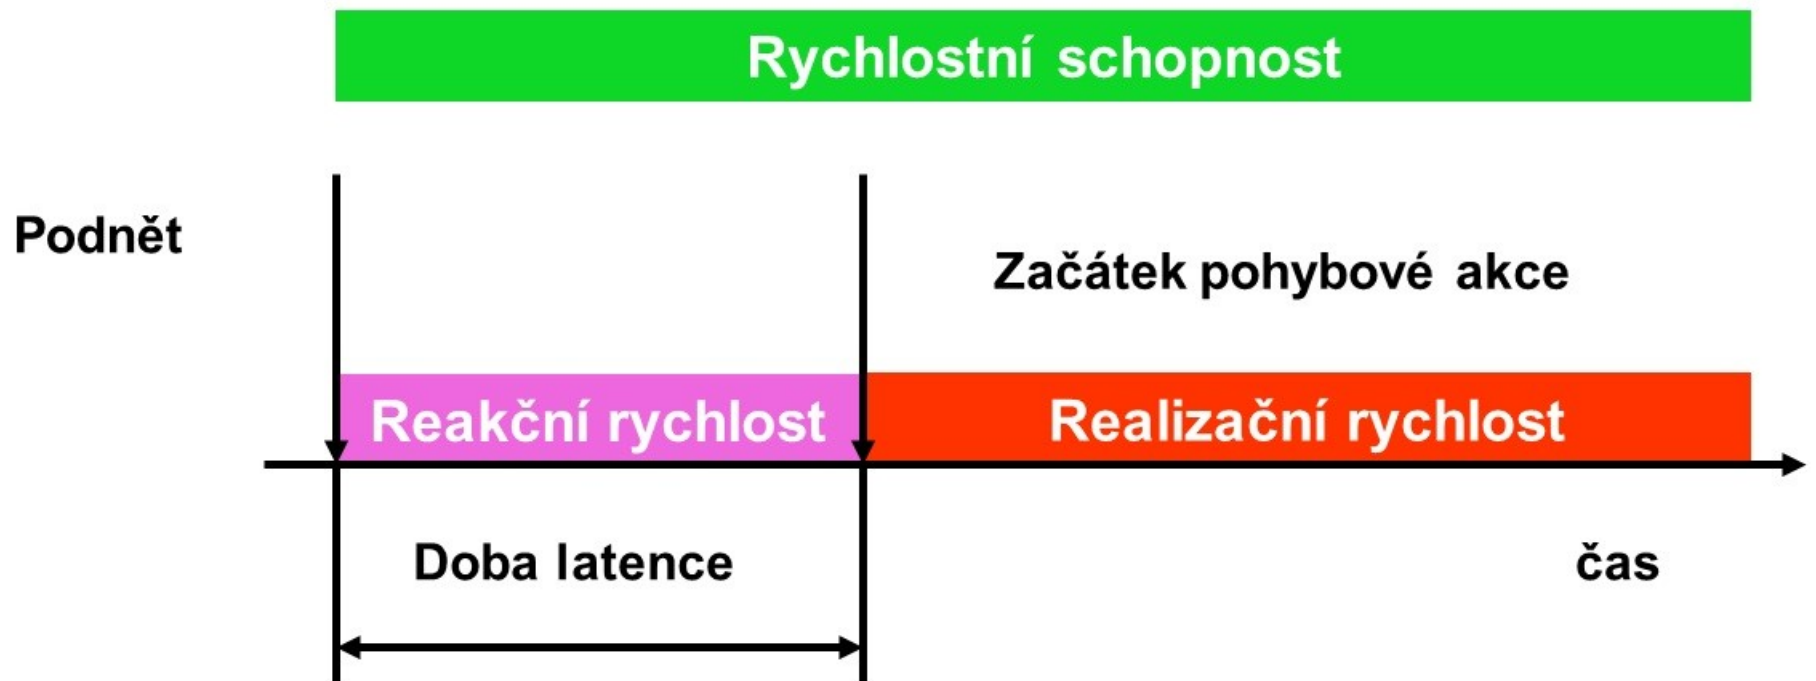 Rychlostní schopnost
Podnět
Začátek pohybové akce
Reakční rychlost
Realizační rychlost
Doba latence
čas